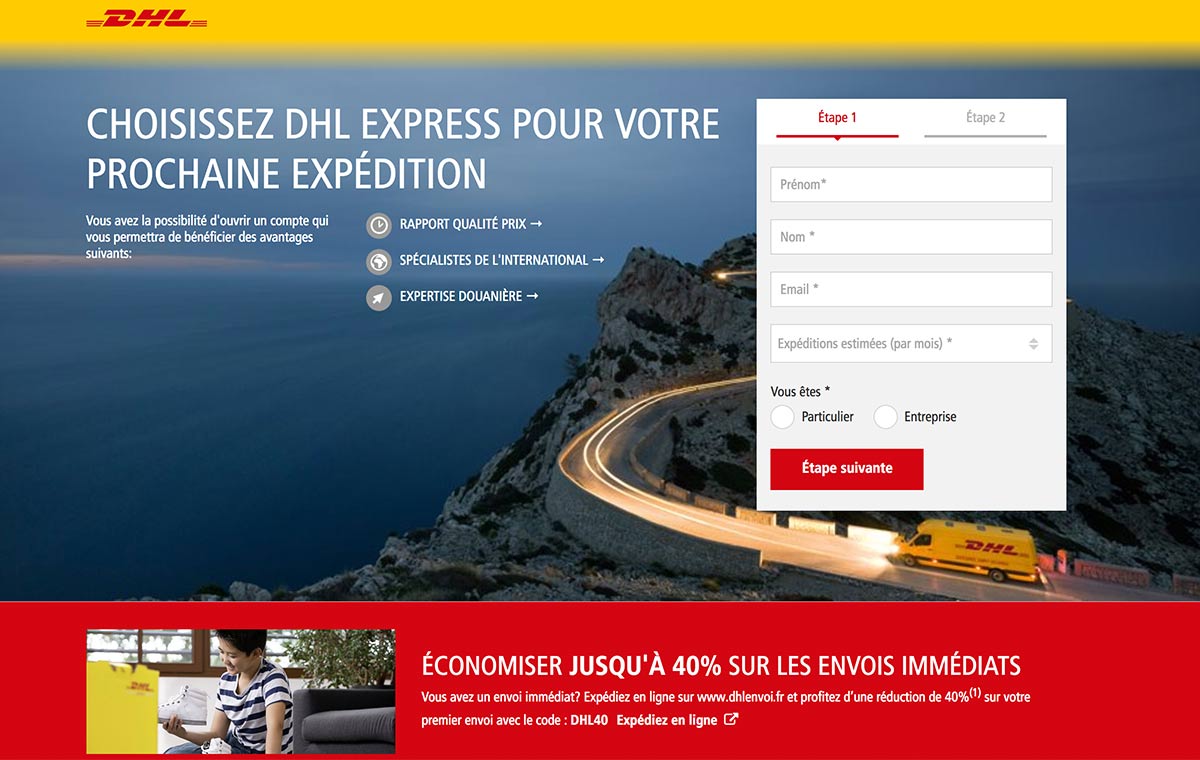 DHL
CHOISISSEZ DHL EXPRESS POUR VOTRE
PROCHAINE EXPÉDITION
Vous avez la possibilité d'ouvrir un compte qui
vous permettra de bénéficier des avantages
suivants:
RAPPORT QUALITÉ PRIX →
SPÉCIALISTES DE L'INTERNATIONAL →
EXPERTISE DOUANIÈRE →
Étape 1
Étape 2
Prénom*
Nom *
Email *
Expéditions estimées (par mois) *
Vous êtes *
Particulier
Entreprise
Étape suivante
DHL
DHL
ÉCONOMISER JUSQU'À 40% SUR LES ENVOIS IMMÉDIATS
Vous avez un envoi immédiat? Expédiez en ligne sur www.dhlenvoi.fr et profitez d’une réduction de 40%(1) sur votre
premier envoi avec le code : DHL40 Expédiez en ligne